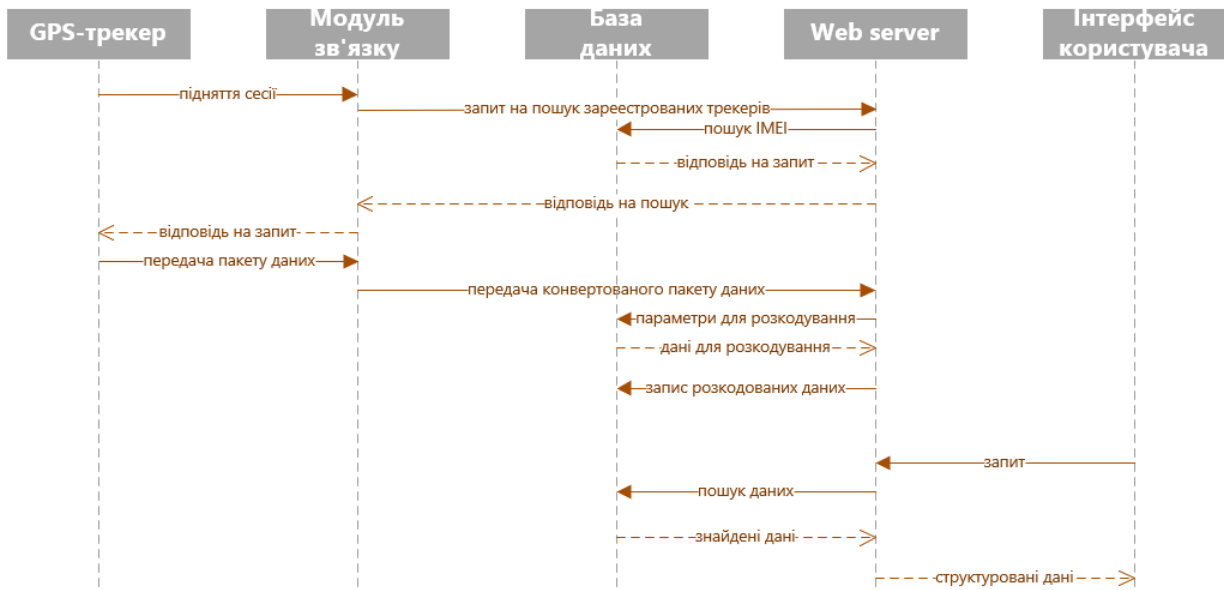 GPS-трекер
Модуль
зв'язку
База
даних
Web server
Інтерфейс
користувача
підняття сесії
запит на пошук зареестрованих трекерів
пошук IMEI
відповідь на запит
відповідь на пошук
відповідь на запит
передача пакету даних
передача конвертованого пакету даних
параметри для розкодування
дані для розкодування
запис розкодованих даних
запит
пошук даних
знайдені дані
структуровані дані